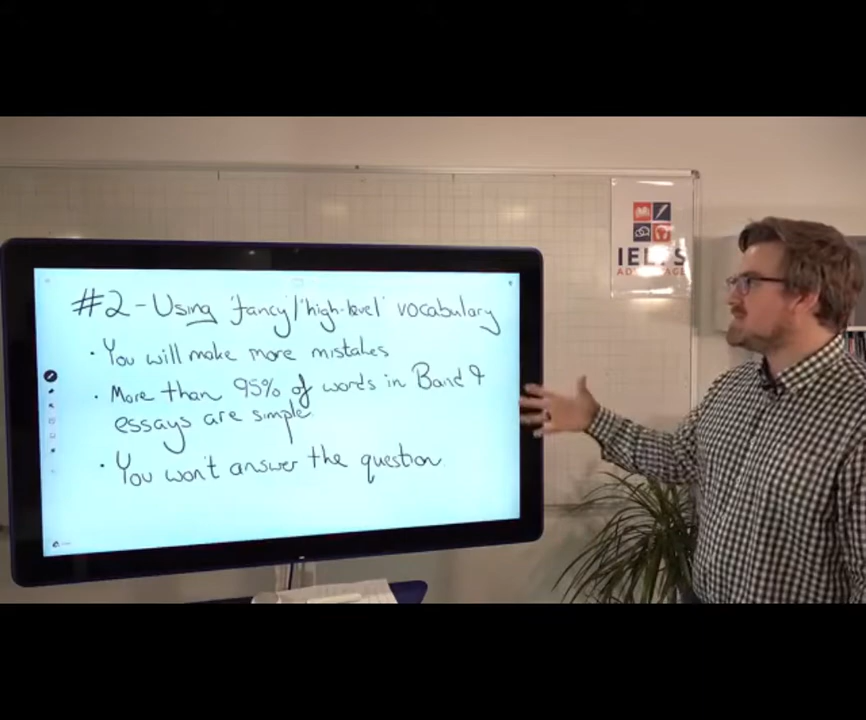 #2 - Using 'fancy'/'high-level' vocabulary
• You will make more mistakes
• More than 95% of words in Band 9
essays are simple
• You won't answer the question
IELTS
ADVANTAGE